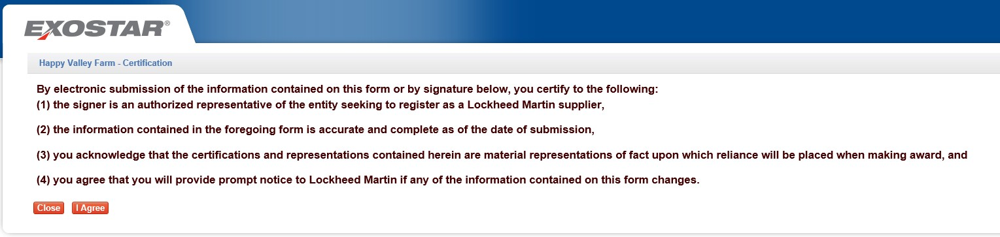 EXOSTAR®
Happy Valley Farm - Certification
By electronic submission of the information contained on this form or by signature below, you certify to the following:
(1) the signer is an authorized representative of the entity seeking to register as a Lockheed Martin supplier,
(2) the information contained in the foregoing form is accurate and complete as of the date of submission,
(3) you acknowledge that the certifications and representations contained herein are material representations of fact upon which reliance will be placed when making award, and
(4) you agree that you will provide prompt notice to Lockheed Martin if any of the information contained on this form changes.
Close I Agree